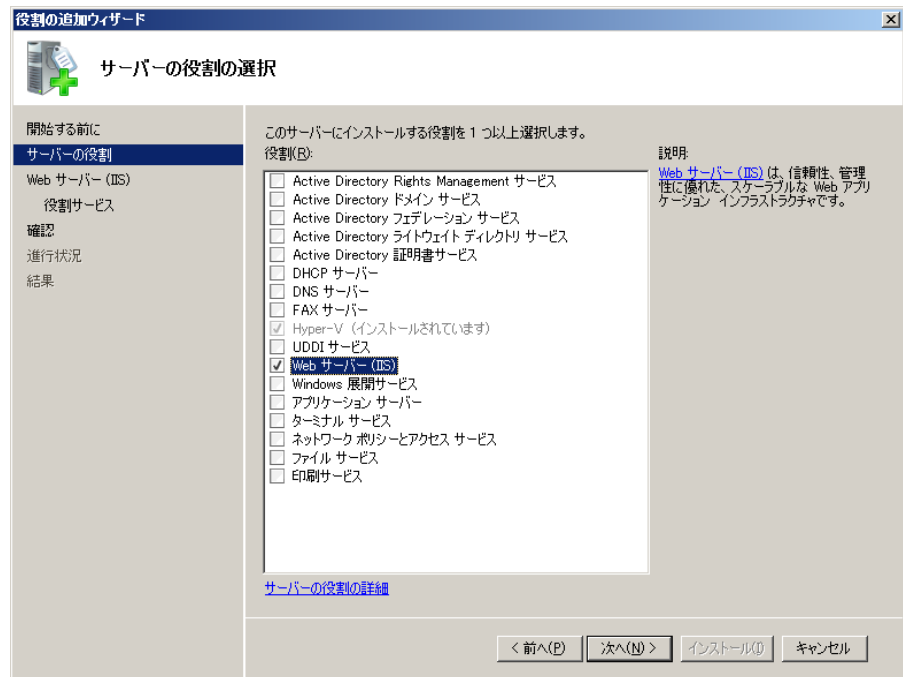 役割の追加ウィザード
サーバーの役割の選択
開始する前に
サーバーの役割
Web サーバー (IIS)
役割サービス
確認
進行状況
結果
このサーバーにインストールする役割を 1 つ以上選択します。
役割(R):
Active Directory Rights Management サービス
Active Directory ドメイン サービス
Active Directory フェデレーション サービス
Active Directory ライトウェイト ディレクトリ サービス
Active Directory 証明書サービス
DHCP サーバー
DNS サーバー
FAX サーバー
Hyper-V (インストールされています)
UDDI サービス
Web サーバー (IIS)
Windows 展開サービス
アプリケーション サーバー
ターミナル サービス
ネットワーク ポリシーとアクセス サービス
ファイル サービス
印刷サービス
サーバーの役割の詳細
説明:
Web サーバー (IIS) は、信頼性、管理
性に優れた、スケーラブルな Web アプリ
ケーション インフラストラクチャです。
< 前へ(P)
次へ(N) >
インストール(I)
キャンセル